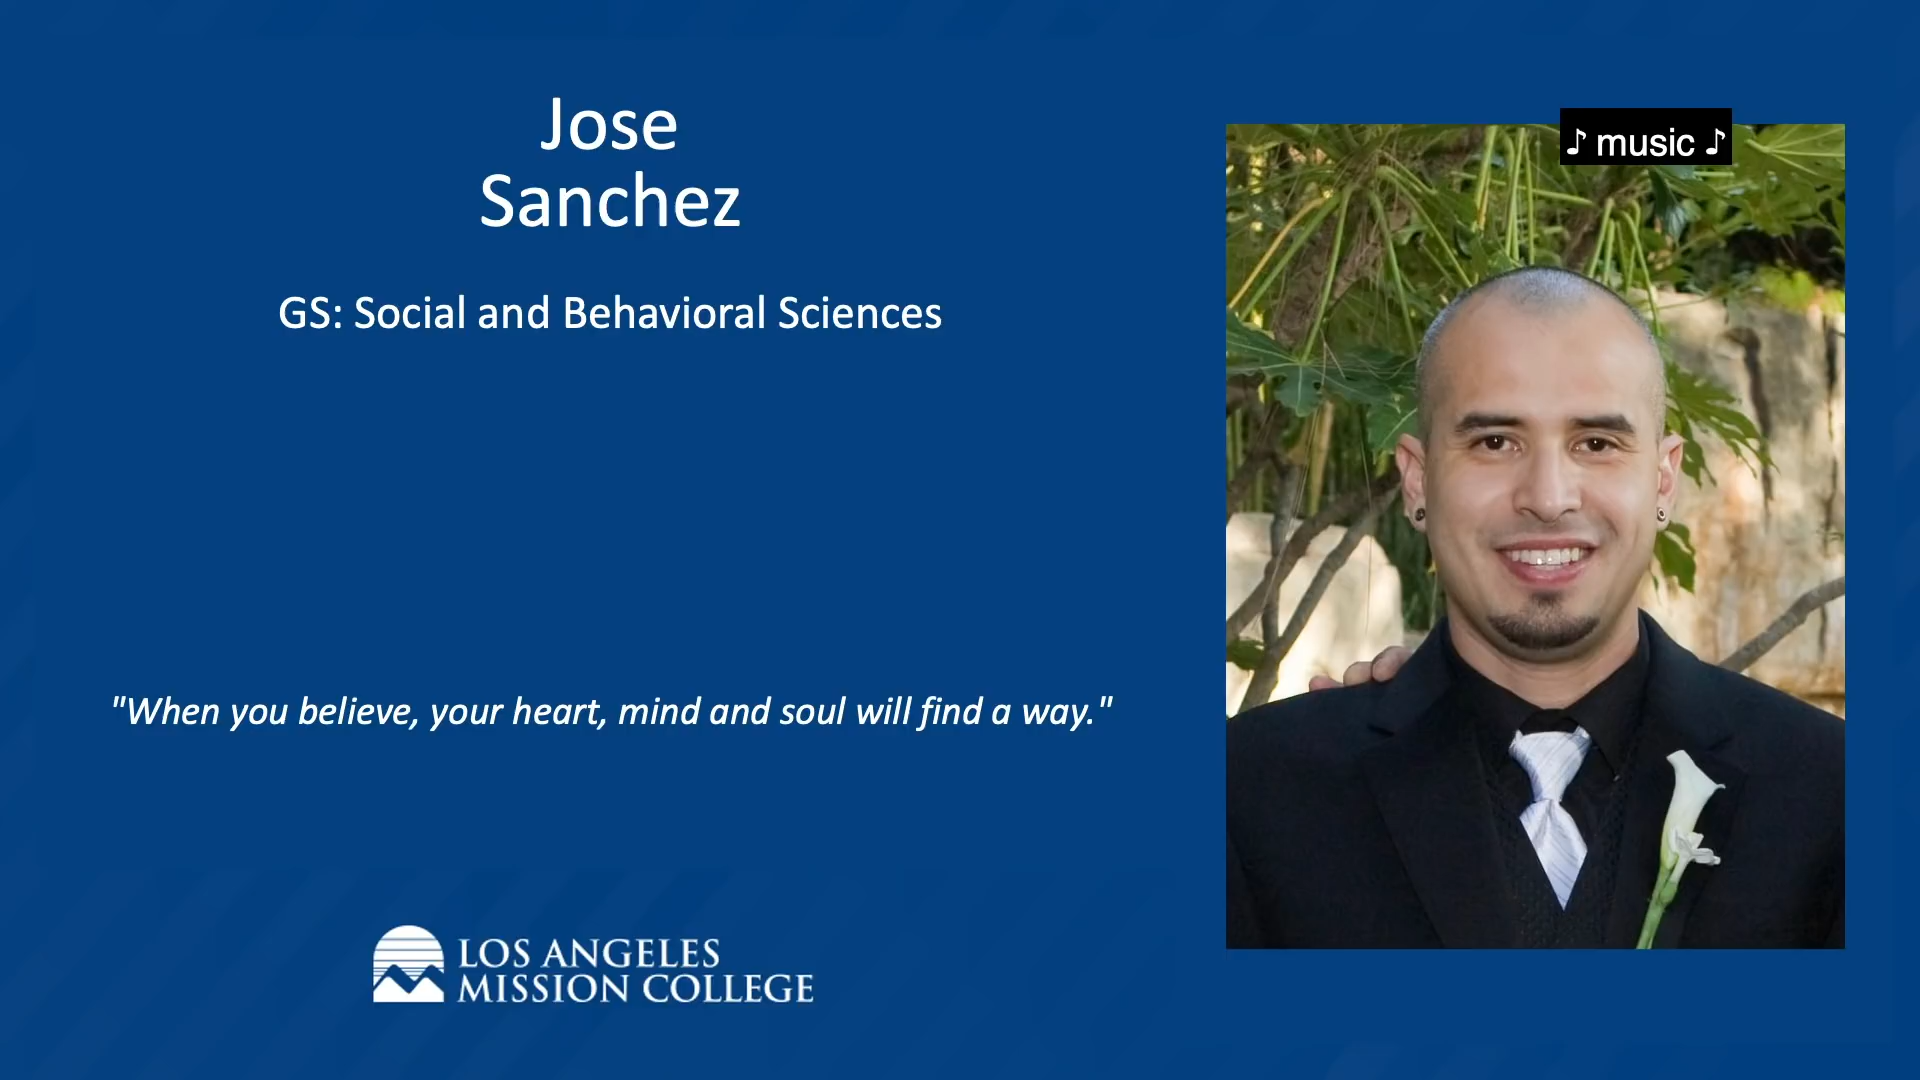 Jose
Sanchez
GS: Social and Behavioral Sciences
"When you believe, your heart, mind and soul will find a way."
LOS ANGELES
MISSION COLLEGE
♪ music ♪